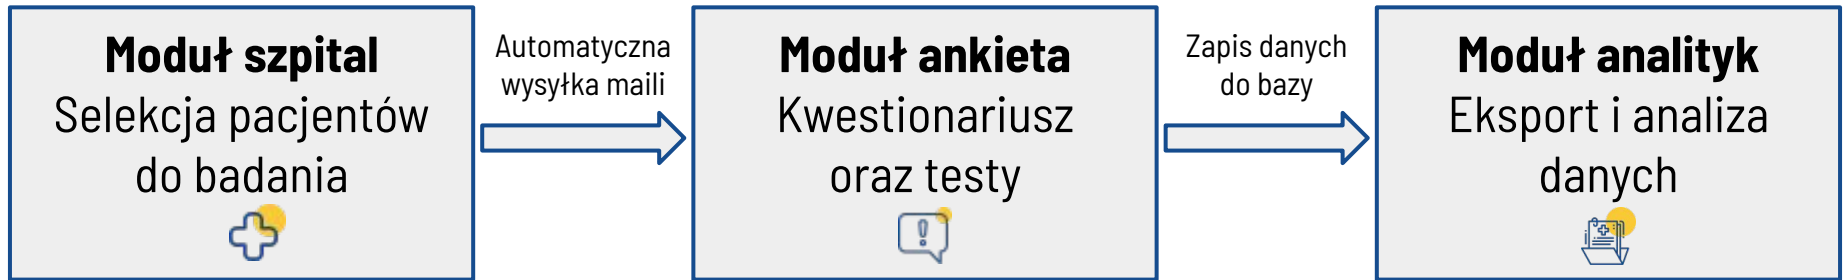 Moduł szpital
Selekcja pacjentów
do badania
Automatyczna
wysyłka maili
Moduł ankieta
Kwestionariusz
oraz testy
Zapis danych
do bazy
Moduł analityk
Eksport i analiza
danych